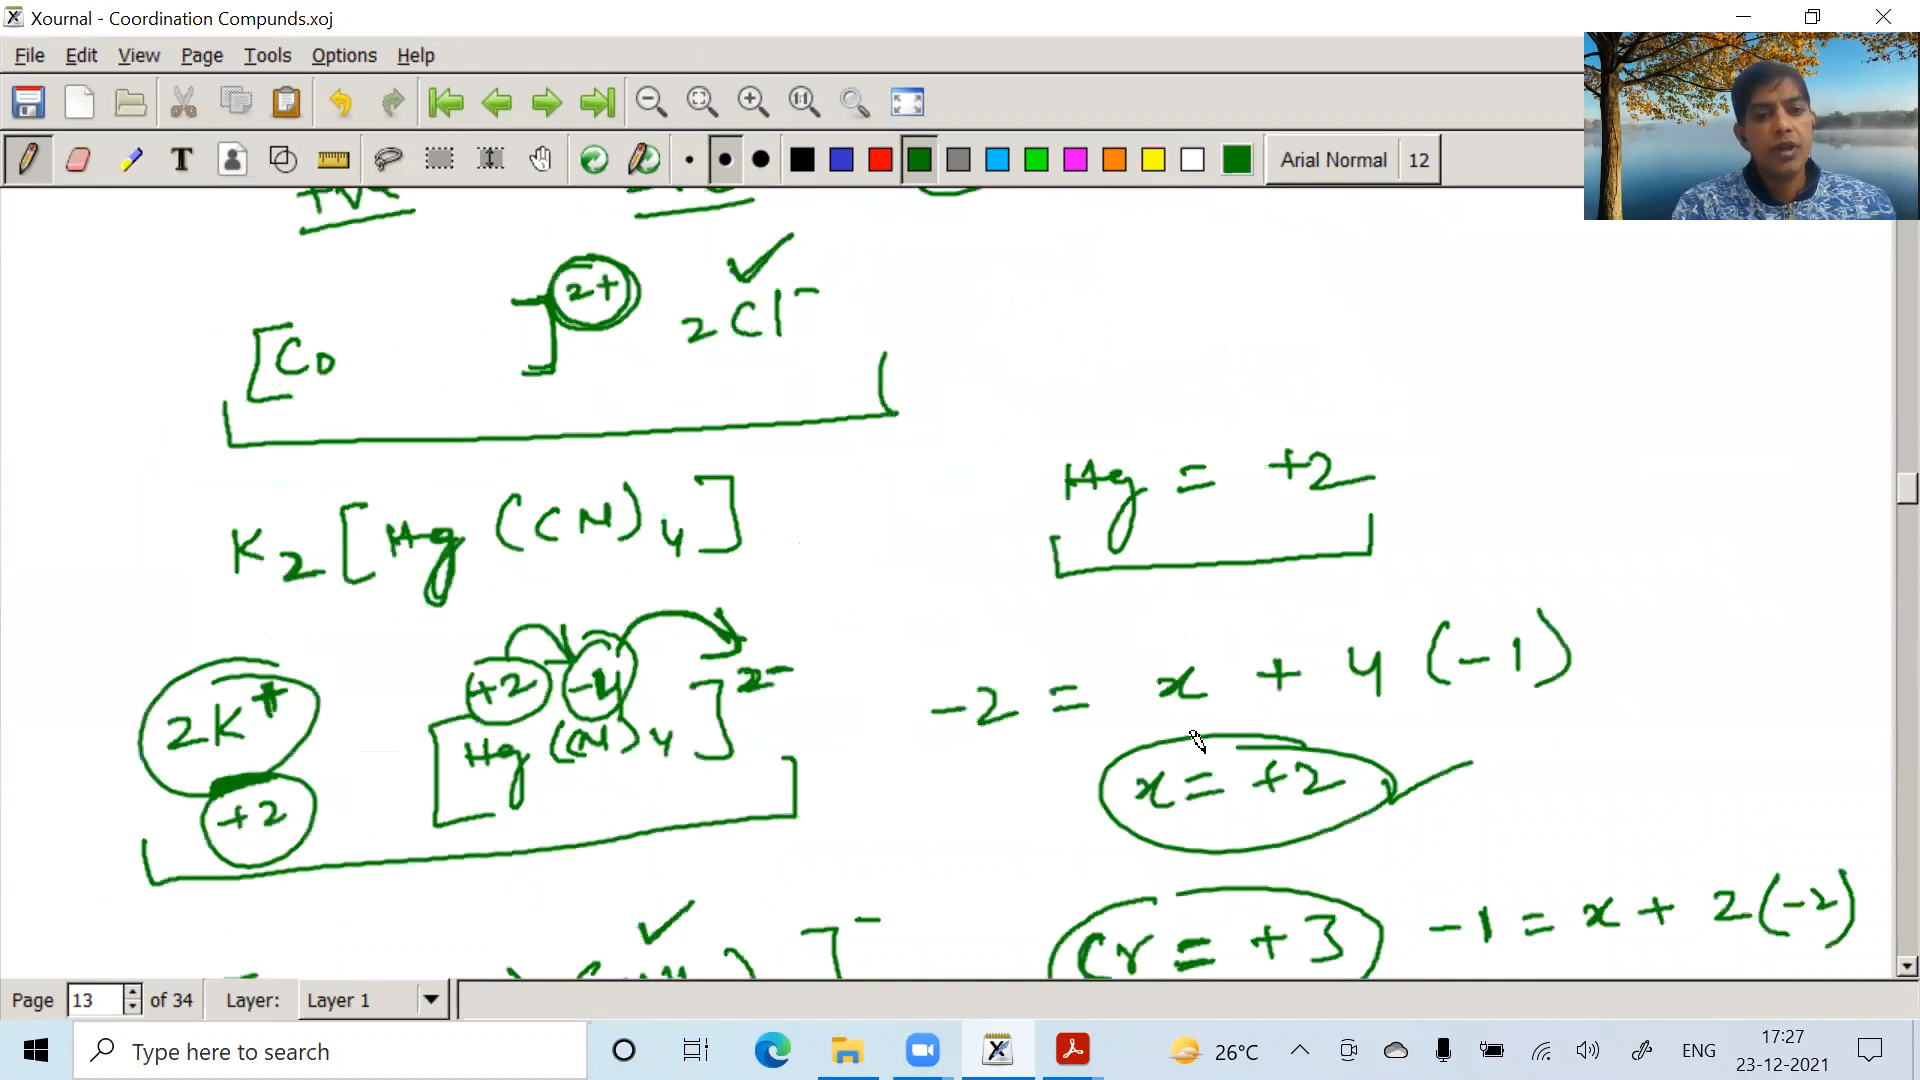 Xournal - Coordination Compunds.xoj
File Edit View Page Tools Options Help
Arial Normal 12
+ve
[Co ]2+ 2Cl-
K2[Hg(CN)4]
Hg = +2
+2 -4
2K+ [Hg(CN)4]2-
+2
-2 = x + 4(-1)
x = +2
Cr = +3 -1 = x + 2(-2)
]-
Page 13 of 34 Layer: Layer 1
Type here to search
26°C ENG 17:27
23-12-2021